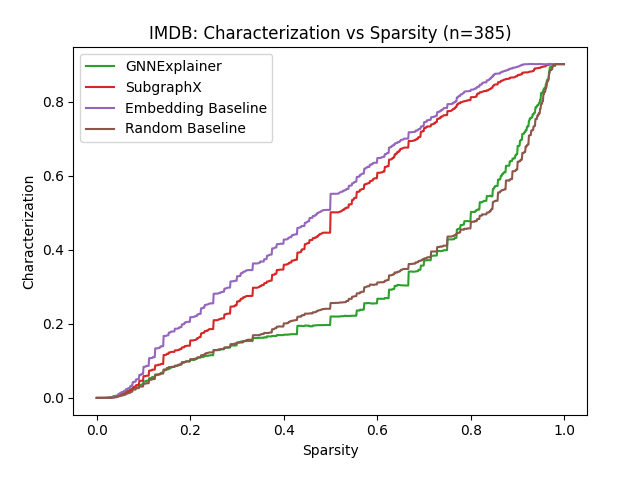 IMDB: Characterization vs Sparsity (n=385)
GNNExplainer
SubgraphX
Embedding Baseline
Random Baseline
Characterization
0.8
0.6
0.4
0.2
0.0
0.0 0.2 0.4 0.6 0.8 1.0
Sparsity